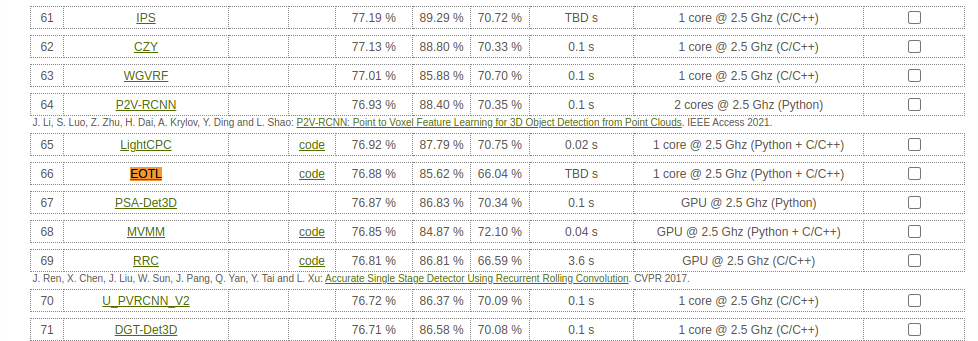 61 IPS 77.19 % 89.29 % 70.72 % TBD s 1 core @ 2.5 Ghz (C/C++)
62 CZY 77.13 % 88.80 % 70.33 % 0.1 s 1 core @ 2.5 Ghz (C/C++)
63 WGVRF 77.01 % 85.88 % 70.70 % 0.1 s 1 core @ 2.5 Ghz (C/C++)
64 P2V-RCNN 76.93 % 88.40 % 70.35 % 0.1 s 2 cores @ 2.5 Ghz (Python)
J. Li, S. Luo, Z. Zhu, H. Dai, A. Krylov, Y. Ding and L. Shao: P2V-RCNN: Point to Voxel Feature Learning for 3D Object Detection from Point Clouds. IEEE Access 2021.
65 LightCPC code 76.92 % 87.79 % 70.75 % 0.02 s 1 core @ 2.5 Ghz (Python + C/C++)
66 EOTL code 76.88 % 85.62 % 66.04 % TBD s 1 core @ 2.5 Ghz (Python + C/C++)
67 PSA-Det3D 76.87 % 86.83 % 70.34 % 0.1 s GPU @ 2.5 Ghz (Python)
68 MVMM code 76.85 % 84.87 % 72.10 % 0.04 s GPU @ 2.5 Ghz (Python + C/C++)
69 RRC code 76.81 % 86.81 % 66.59 % 3.6 s GPU @ 2.5 Ghz (C/C++)
J. Ren, X. Chen, J. Liu, W. Sun, J. Pang, Q. Yan, Y. Tai and L. Xu: Accurate Single Stage Detector Using Recurrent Rolling Convolution. CVPR 2017.
70 U_PVRCNN_V2 76.72 % 86.37 % 70.09 % 0.1 s 1 core @ 2.5 Ghz (C/C++)
71 DGT-Det3D 76.71 % 86.58 % 70.08 % 0.1 s 1 core @ 2.5 Ghz (C/C++)